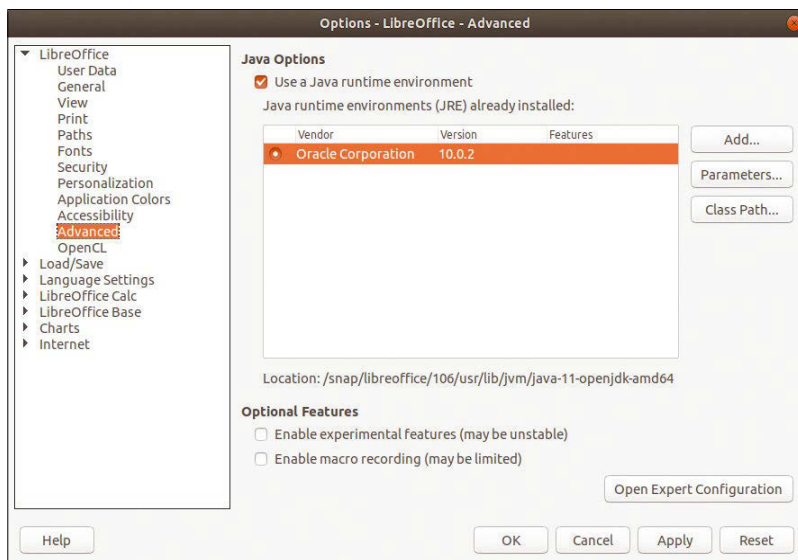 Options - LibreOffice - Advanced
LibreOffice
User Data
General
View
Print
Paths
Fonts
Security
Personalization
Application Colors
Accessibility
Advanced
OpenCL
Load/Save
Language Settings
LibreOffice Calc
LibreOffice Base
Charts
Internet
Java Options
Use a Java runtime environment
Java runtime environments (JRE) already installed:
Vendor Version Features
Oracle Corporation 10.0.2
Add...
Parameters...
Class Path...
Location: /snap/libreoffice/106/usr/lib/jvm/java-11-openjdk-amd64
Optional Features
Enable experimental features (may be unstable)
Enable macro recording (may be limited)
Open Expert Configuration
Help OK Cancel Apply Reset